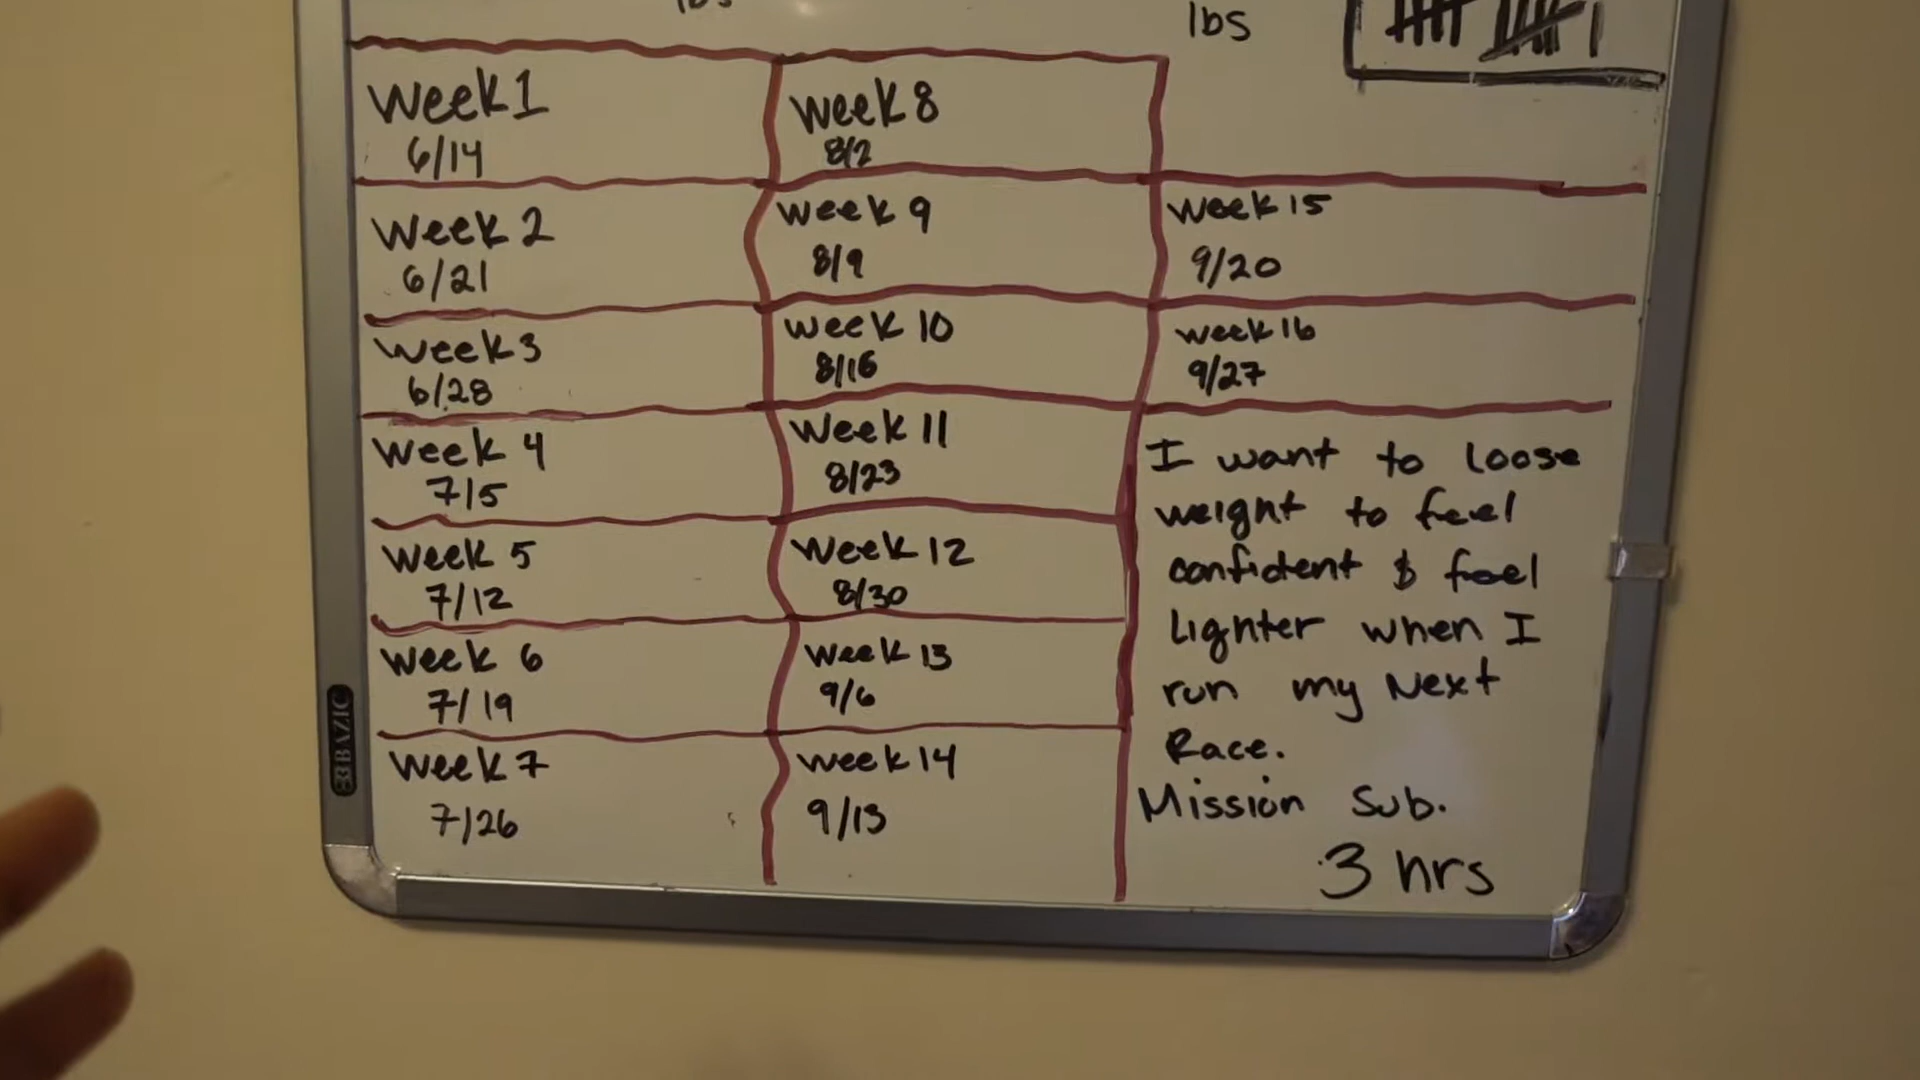 lbs
lbs
Week 1
6/14
Week 2
6/21
Week 3
6/28
Week 4
7/5
Week 5
7/12
Week 6
7/19
Week 7
7/26
Week 8
8/2
Week 9
8/9
Week 10
8/16
Week 11
8/23
Week 12
8/30
Week 13
9/6
Week 14
9/13
Week 15
9/20
Week 16
9/27
I want to loose
weight to feel
confident & feel
Lighter when I
run my Next
Race.
Mission Sub.
3 hrs
BAZIC